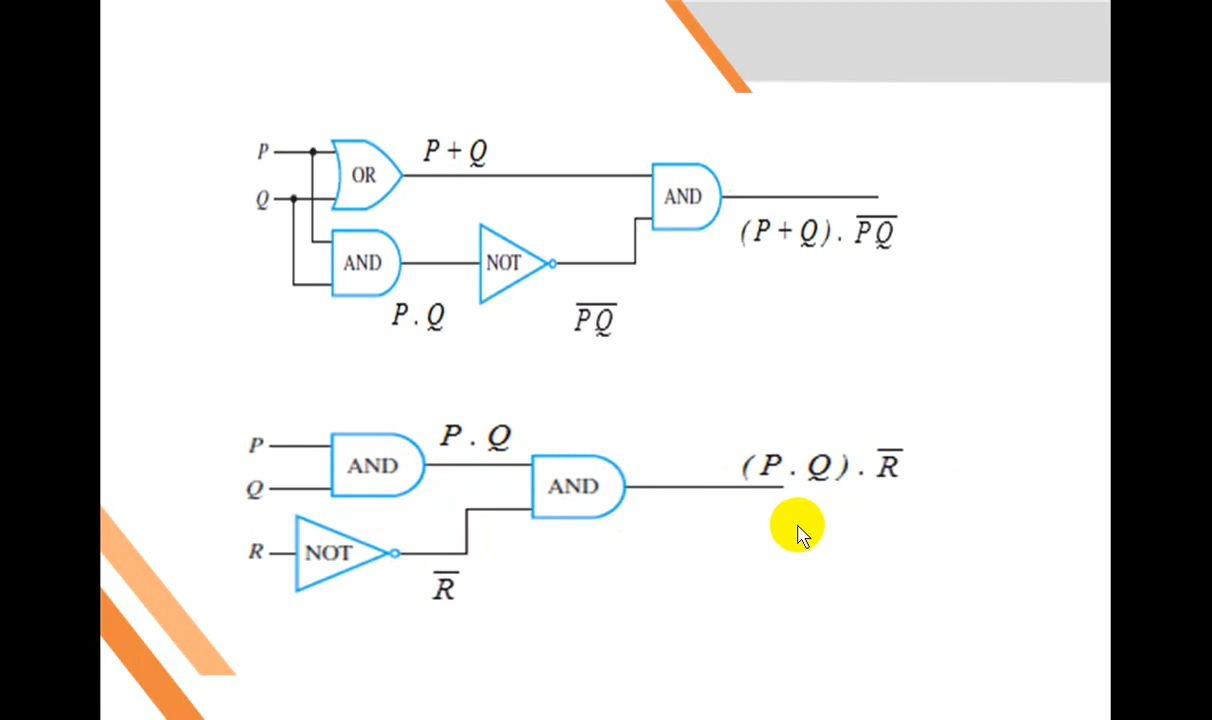 P
OR
P + Q
AND
Q
(P + Q) . P̅Q̅
AND
NOT
P . Q
P̅Q̅
P
AND
P . Q
(P . Q) . R̅
AND
Q
R
NOT
R̅